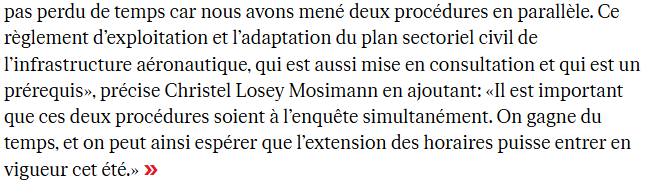 pas perdu de temps car nous avons mené deux procédures en parallèle. Ce
règlement d’exploitation et l’adaptation du plan sectoriel civil de
l’infrastructure aéronautique, qui est aussi mise en consultation et qui est un
prérequis», précise Christel Losey Mosimann en ajoutant: «Il est important
que ces deux procédures soient à l’enquête simultanément. On gagne du
temps, et on peut ainsi espérer que l’extension des horaires puisse entrer en
vigueur cet été.» »